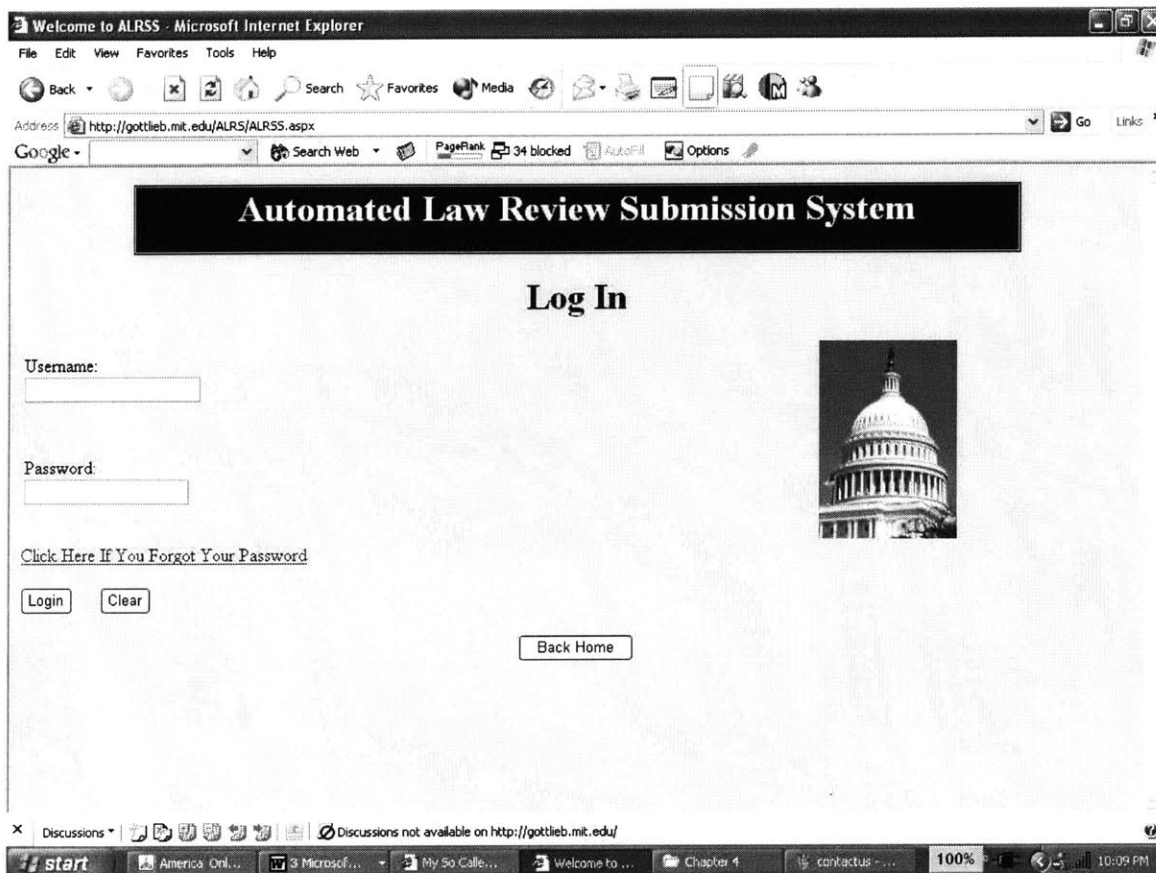 Welcome to ALRSS - Microsoft Internet Explorer
File Edit View Favorites Tools Help
Back Search Favorites Media
Address http://gottlieb.mit.edu/ALRS/ALRSS.aspx Go Links
Google Search Web PageRank 34 blocked AutoFill Options
Automated Law Review Submission System
Log In
Username:
Password:
Click Here If You Forgot Your Password
Login Clear
Back Home
Discussions Discussions not available on http://gottlieb.mit.edu/
start America Onl... 3 Microsof... My So Calle... Welcome to ... Chapter 4 contactus - ... 100% 10:09 PM